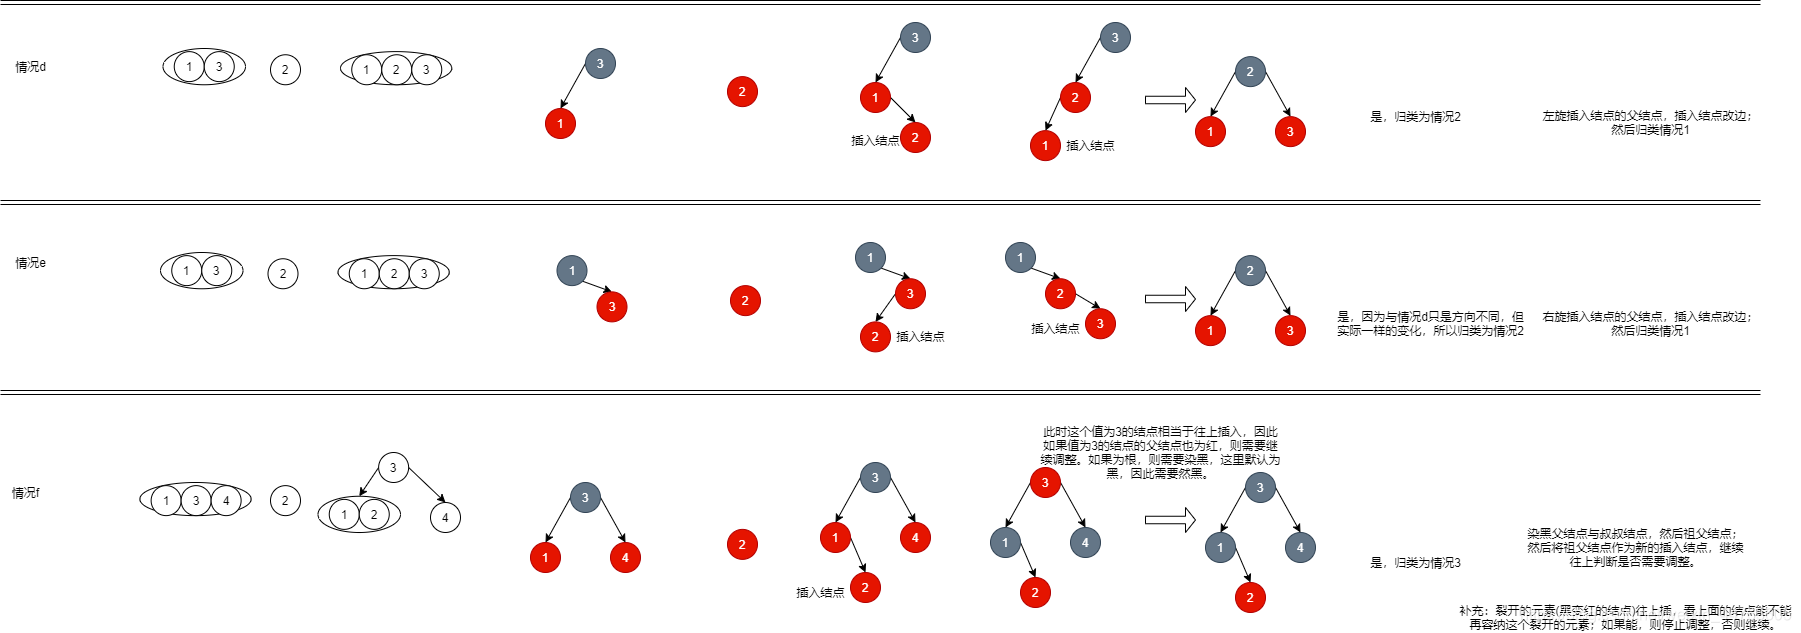 情况d
1 3
2
1 2 3
3
1
2
3
1
插入结点 2
3
2
1 插入结点
2
1 3
是，归类为情况2
左旋插入结点的父结点，插入结点改边；
然后归类情况1
情况e
1 3
2
1 2 3
1
3
2
1
3
2 插入结点
1
2
插入结点 3
2
1 3
是，因为与情况d只是方向不同，但
实际一样的变化，所以归类为情况2
右旋插入结点的父结点，插入结点改边；
然后归类情况1
情况f
1 3 4
2
3
1 2
4
3
1 4
2
3
1 4
插入结点 2
此时这个值为3的结点相当于往上插入，因此
如果值为3的结点的父结点也为红，则需要继
续调整。如果为根，则需要染黑，这里默认为
黑，因此需要然黑。
3
1 4
2
3
1 4
2
是，归类为情况3
染黑父结点与叔叔结点，然后祖父结点；
然后将祖父结点作为新的插入结点，继续
往上判断是否需要调整。
补充：裂开的元素(黑变红的结点)往上插，看上面的结点能不能
再容纳这个裂开的元素；如果能，则停止调整，否则继续。